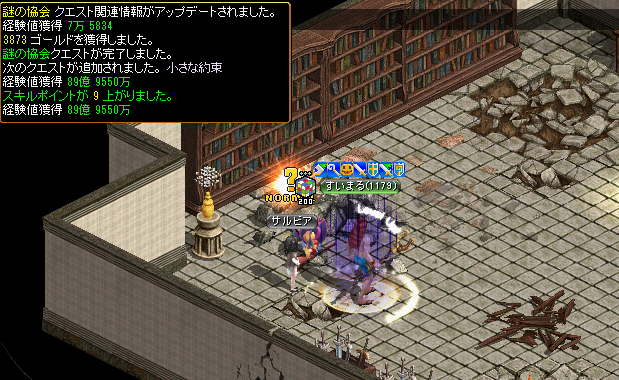 謎の協会 クエスト関連情報がアップデートされました。
経験値獲得 7万 5834
3873 ゴールドを獲得しました。
謎の協会クエストが完了しました。
次のクエストが追加されました。小さな約束
経験値獲得 89億 9550万
スキルポイントが 9 上がりました。
経験値獲得 89億 9550万
すいまる(1179)
200
サルビア